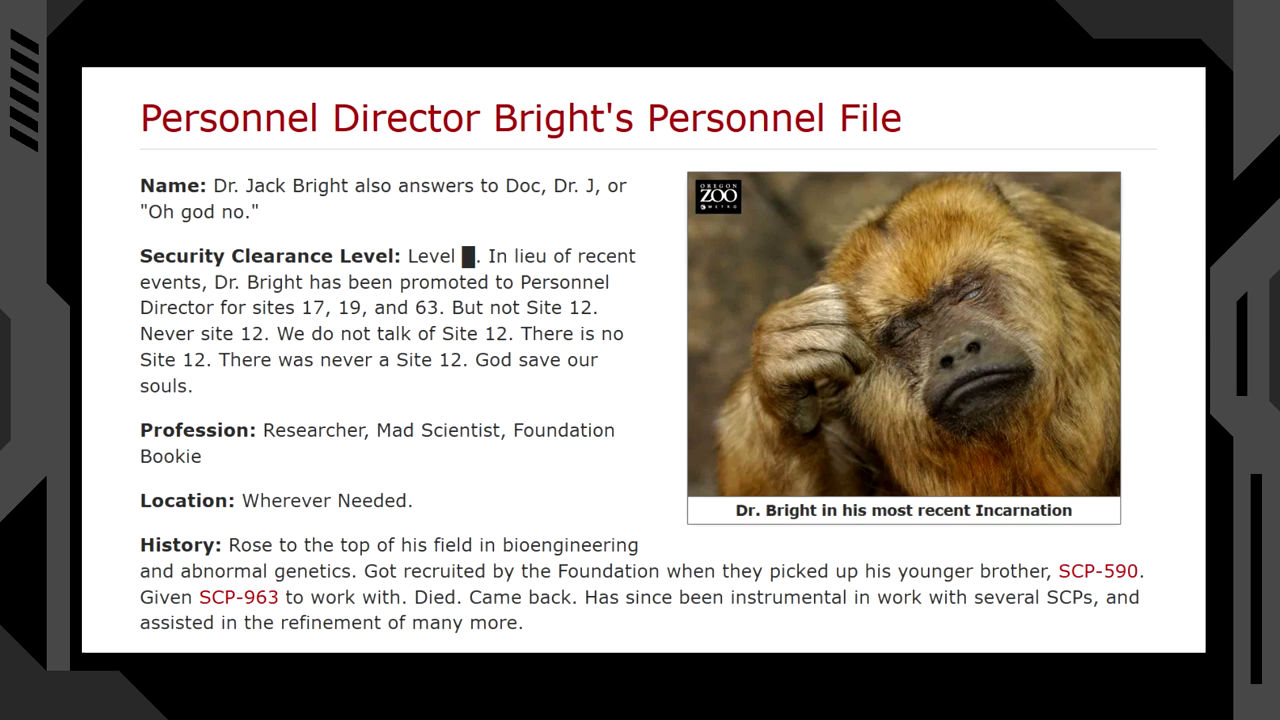 Personnel Director Bright's Personnel File
Name: Dr. Jack Bright also answers to Doc, Dr. J, or
"Oh god no."
Security Clearance Level: Level █. In lieu of recent
events, Dr. Bright has been promoted to Personnel
Director for sites 17, 19, and 63. But not Site 12.
Never site 12. We do not talk of Site 12. There is no
Site 12. There was never a Site 12. God save our
souls.
Profession: Researcher, Mad Scientist, Foundation
Bookie
Location: Wherever Needed.
OREGON
ZOO
METRO
Dr. Bright in his most recent Incarnation
History: Rose to the top of his field in bioengineering
and abnormal genetics. Got recruited by the Foundation when they picked up his younger brother, SCP-590.
Given SCP-963 to work with. Died. Came back. Has since been instrumental in work with several SCPs, and
assisted in the refinement of many more.